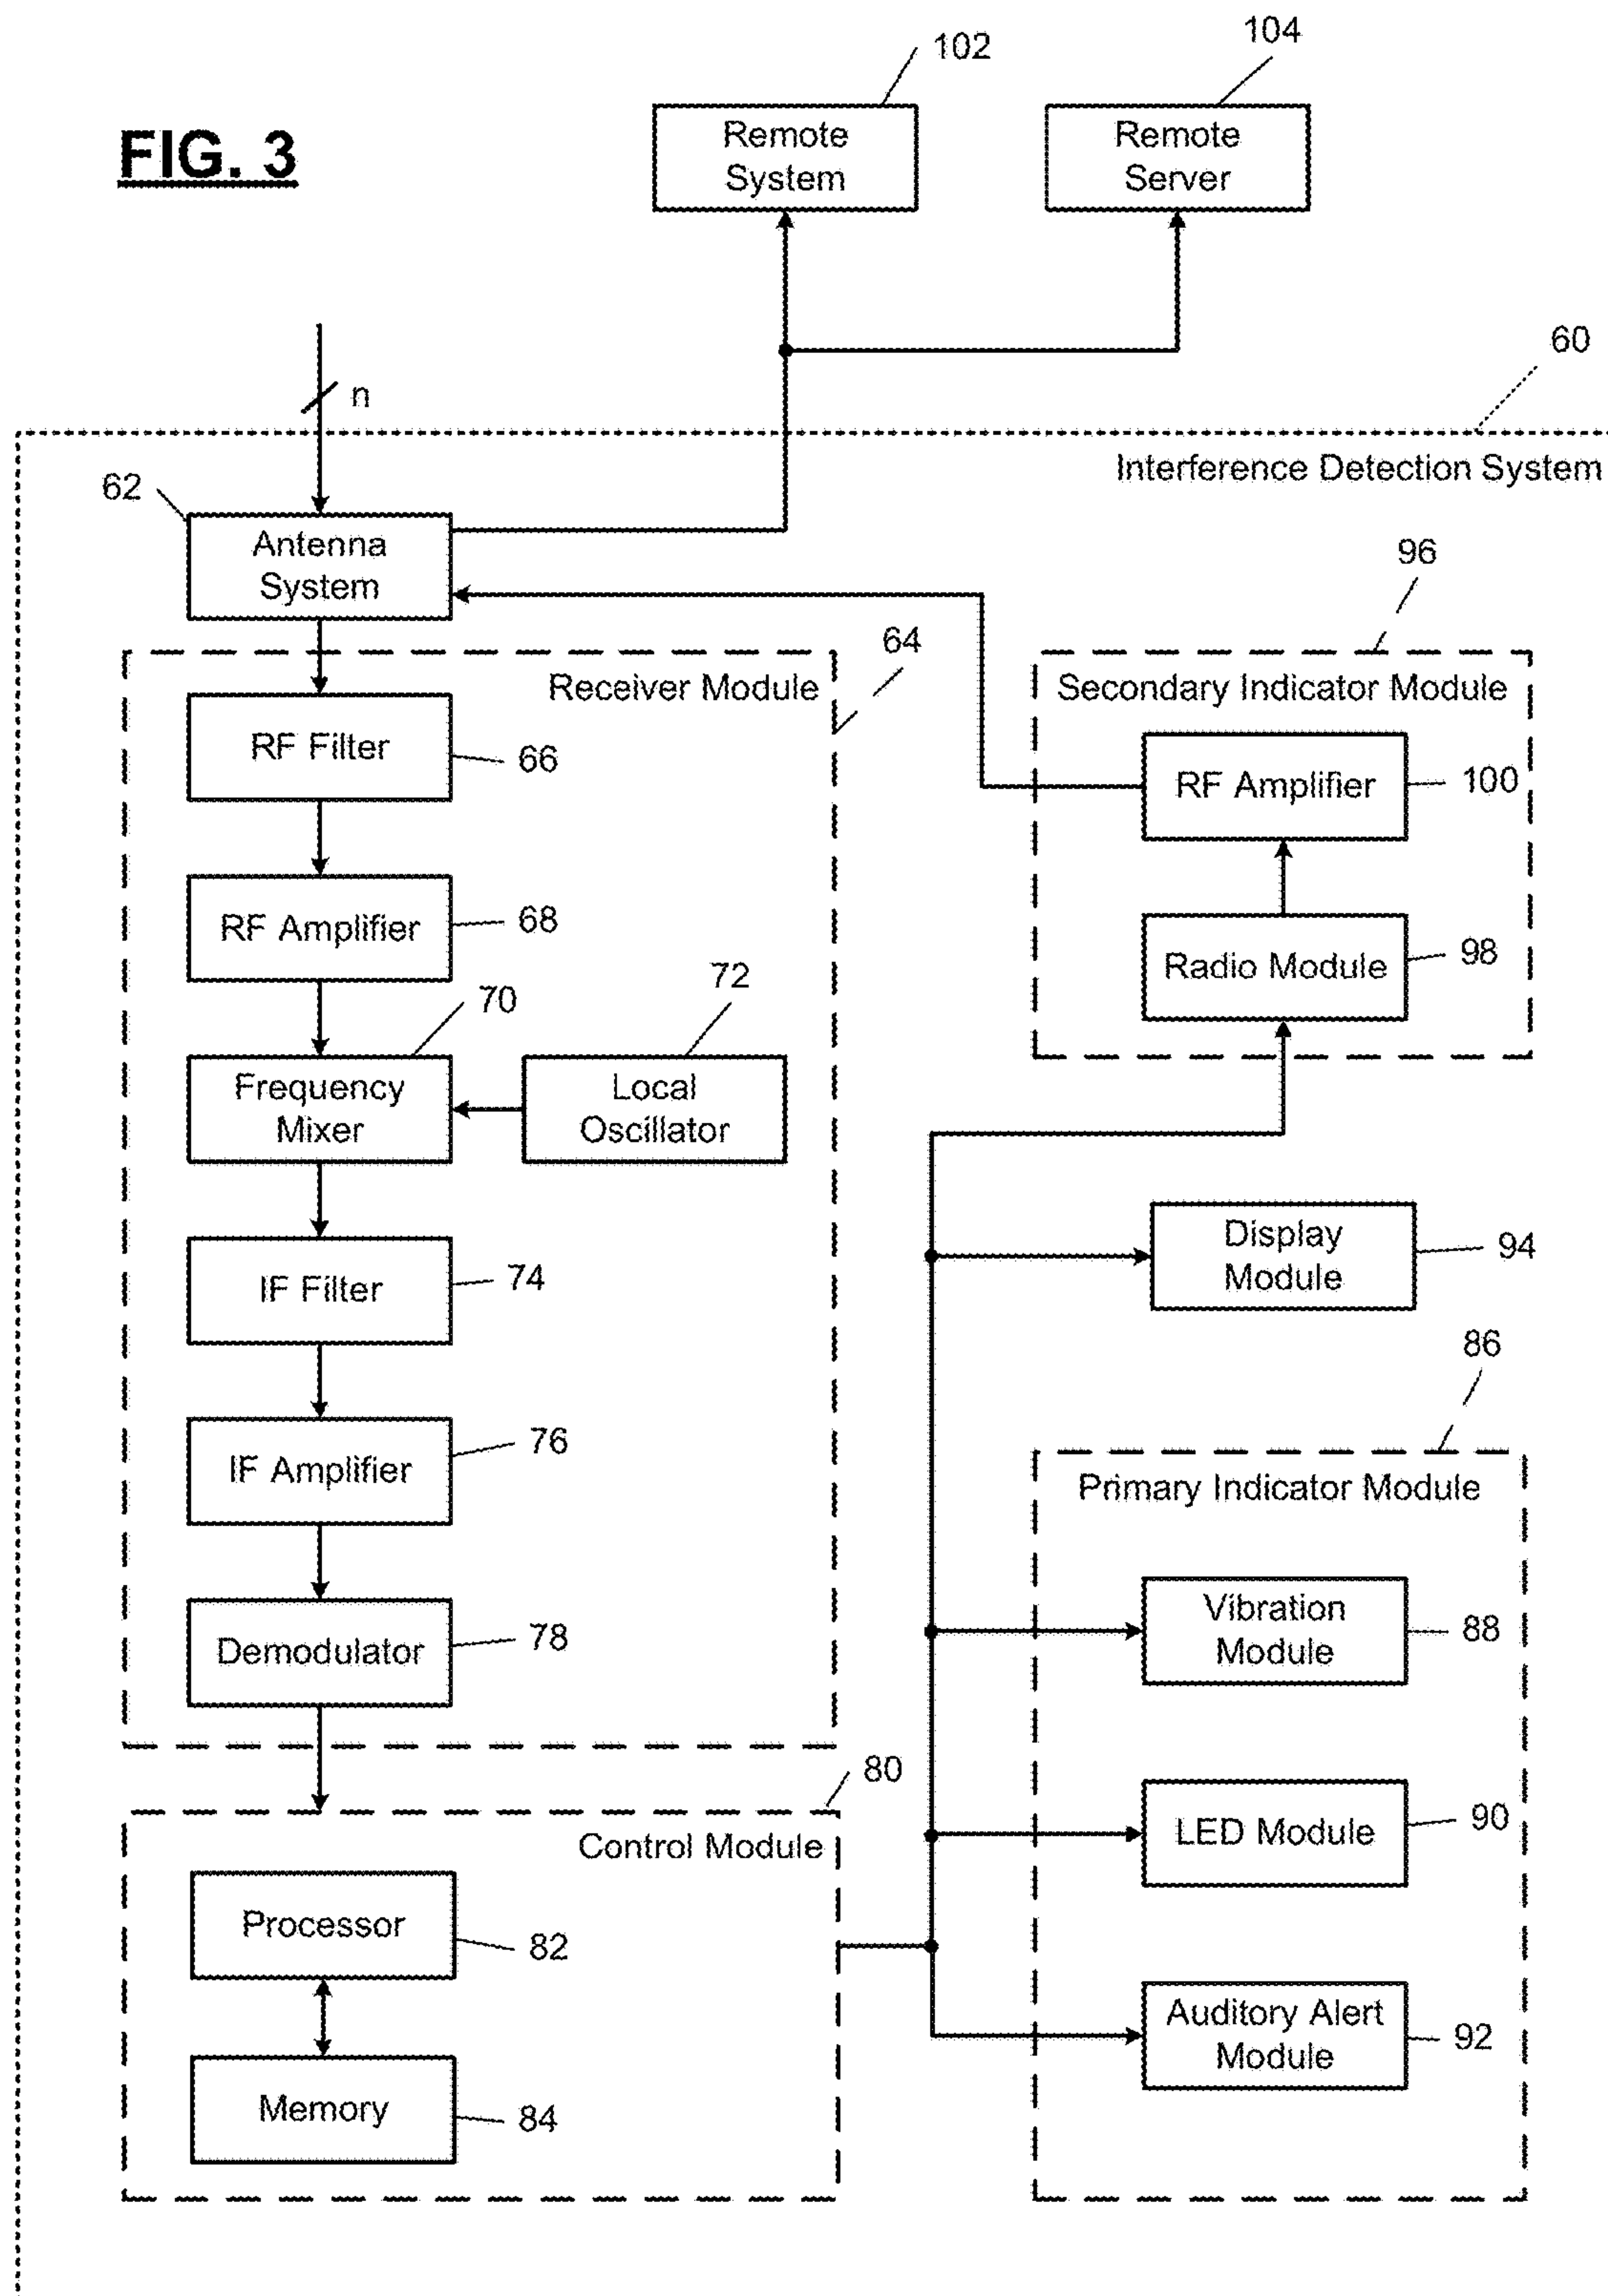 FIG. 3
102
104
Remote
System
Remote
Server
n
60
Interference Detection System
62
Antenna
System
96
64
Receiver Module
Secondary Indicator Module
RF Filter
66
RF Amplifier
100
RF Amplifier
68
Radio Module
98
70
72
Frequency
Mixer
Local
Oscillator
Display
Module
94
IF Filter
74
86
IF Amplifier
76
Primary Indicator Module
Vibration
Module
88
Demodulator
78
80
Control Module
LED Module
90
Processor
82
Auditory Alert
Module
92
Memory
84